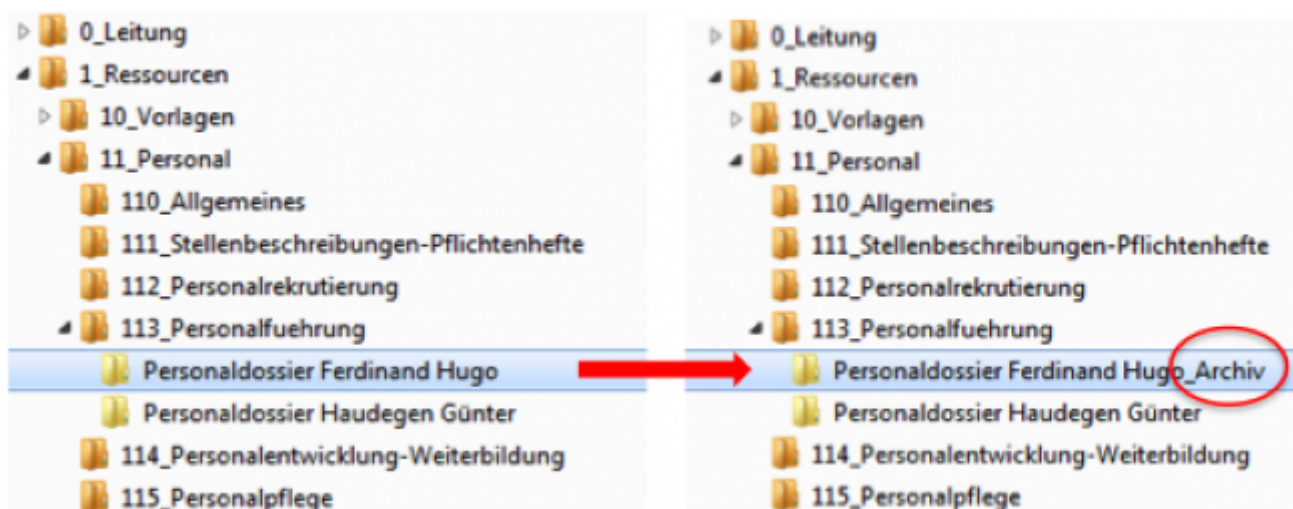 0_Leitung
1_Ressourcen
10_Vorlagen
11_Personal
110_Allgemeines
111_Stellenbeschreibungen-Pflichtenhefte
112_Personalrekrutierung
113_Personalfuehrung
Personaldossier Ferdinand Hugo
Personaldossier Haudegen Günter
114_Personalentwicklung-Weiterbildung
115_Personalpflege
0_Leitung
1_Ressourcen
10_Vorlagen
11_Personal
110_Allgemeines
111_Stellenbeschreibungen-Pflichtenhefte
112_Personalrekrutierung
113_Personalfuehrung
Personaldossier Ferdinand Hugo_Archiv
Personaldossier Haudegen Günter
114_Personalentwicklung-Weiterbildung
115_Personalpflege